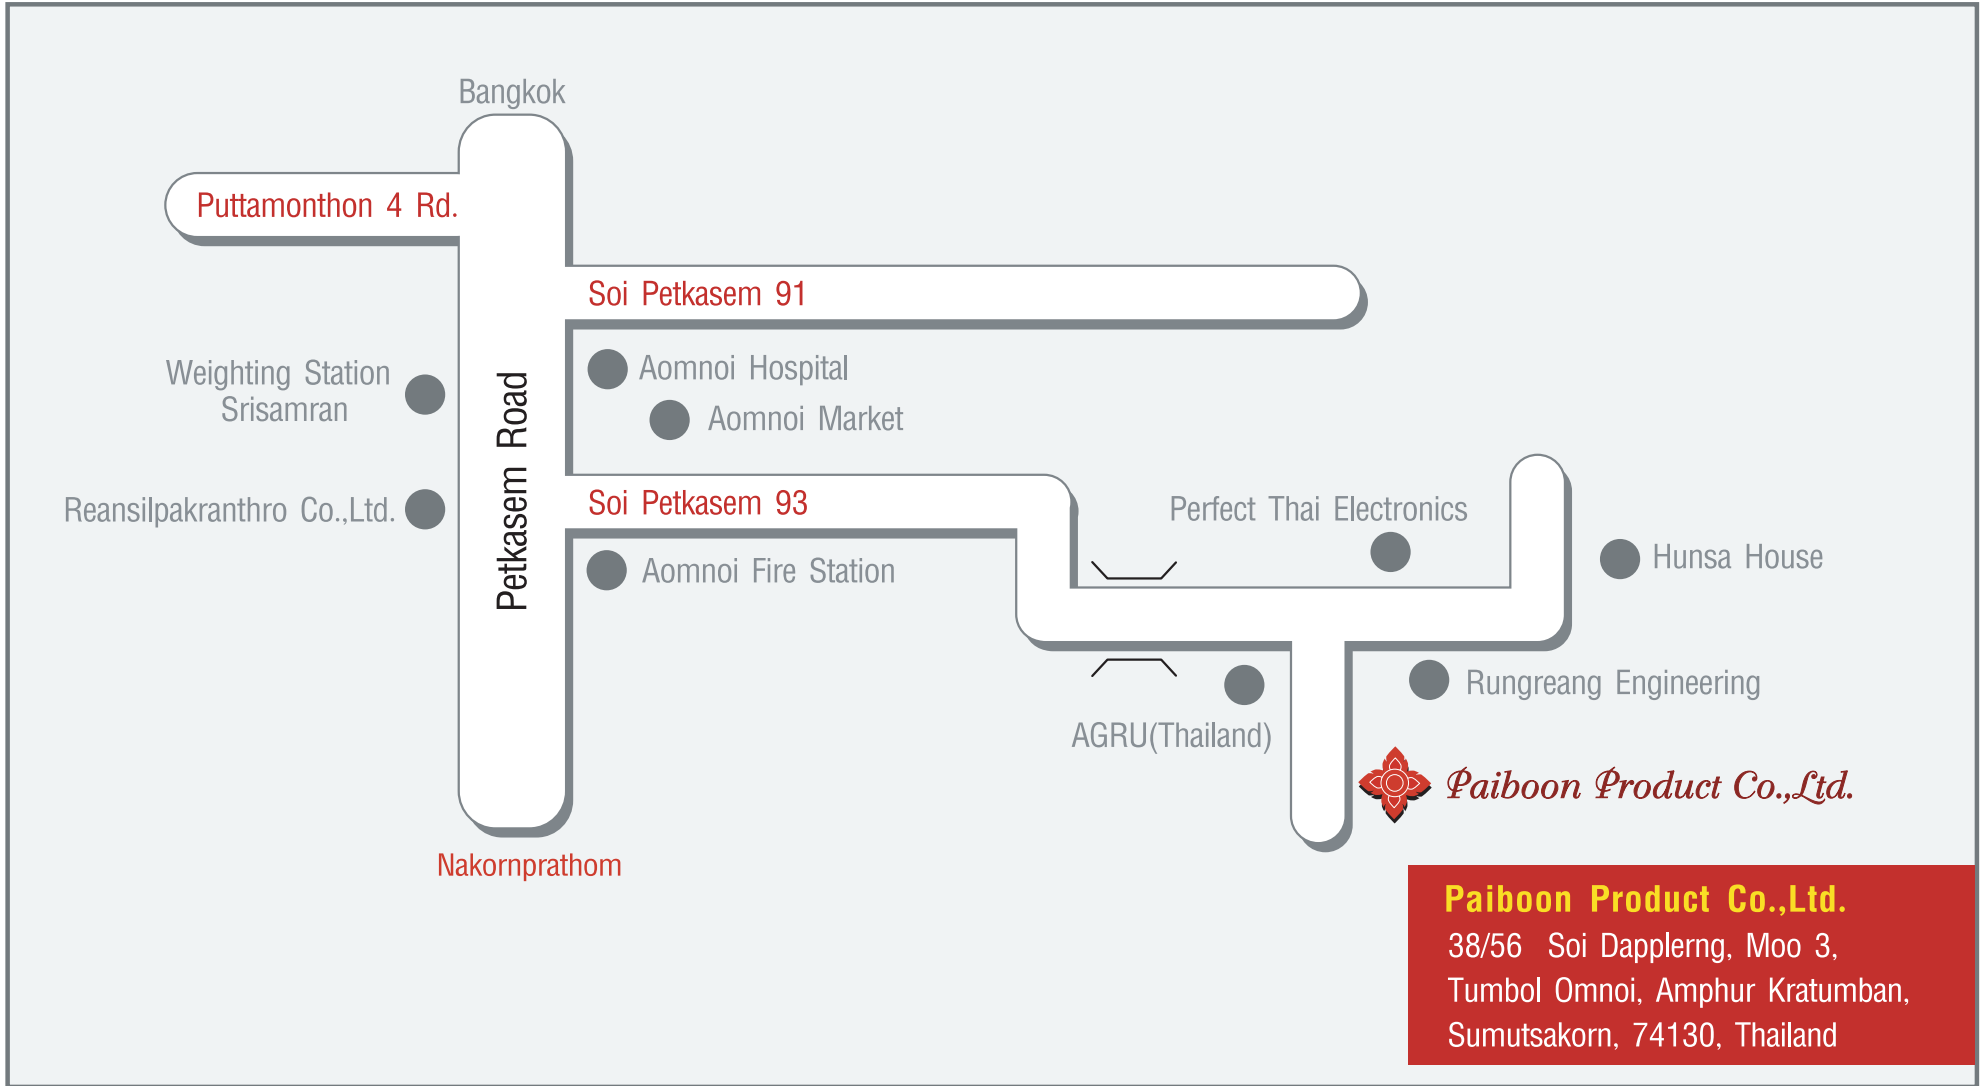 Bangkok
Puttamonthon 4 Rd.
Soi Petkasem 91
Weighting Station
Srisamran
Aomnoi Hospital
Aomnoi Market
Petkasem Road
Reansilpakranthro Co.,Ltd.
Soi Petkasem 93
Perfect Thai Electronics
Hunsa House
Aomnoi Fire Station
Rungreang Engineering
AGRU(Thailand)
Paiboon Product Co.,Ltd.
Nakornprathom
Paiboon Product Co.,Ltd.
38/56 Soi Dapplerng, Moo 3,
Tumbol Omnoi, Amphur Kratumban,
Sumutsakorn, 74130, Thailand